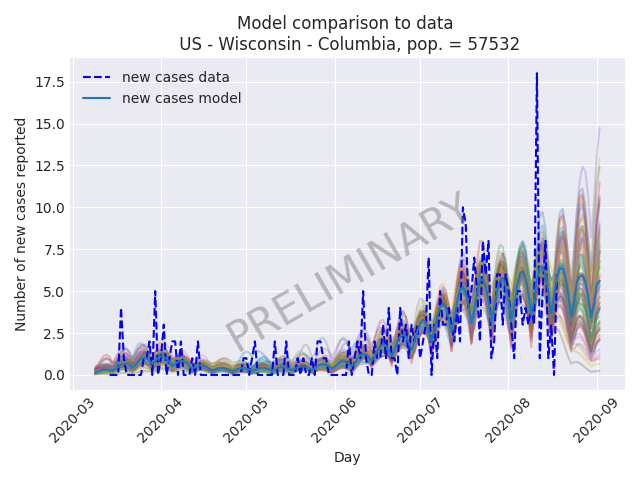 Model comparison to data
US - Wisconsin - Columbia, pop. = 57532
new cases data
new cases model
PRELIMINARY
Number of new cases reported
17.5
15.0
12.5
10.0
7.5
5.0
2.5
0.0
2020-03
2020-04
2020-05
2020-06
2020-07
2020-08
2020-09
Day